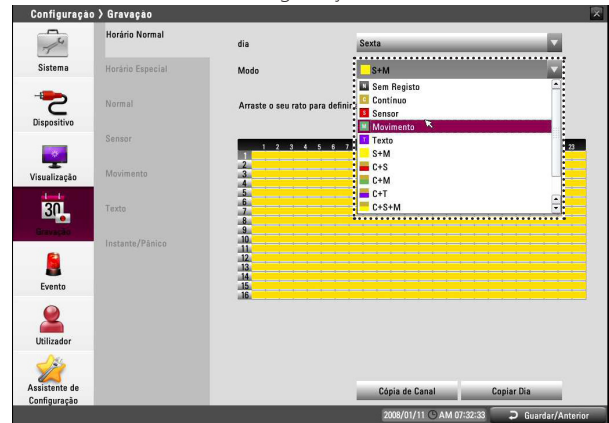 Configuração > Gravação
Sistema
Dispositivo
Visualização
30
Gravação
Evento
Utilizador
Assistente de
Configuração
Horário Normal
Horário Especial
Normal
Sensor
Movimento
Texto
Instante/Pânico
dia
Sexta
Modo
S+M
Arraste o seu rato para definir
N Sem Registo
C Contínuo
S Sensor
M Movimento
T Texto
S+M
C+S
C+M
C+T
C+S+M
1 2 3 4 5 6 7 23
1
2
3
4
5
6
7
8
9
10
11
12
13
14
15
16
Cópia de Canal
Copiar Dia
2008/01/11 AM 07:32:33
Guardar/Anterior